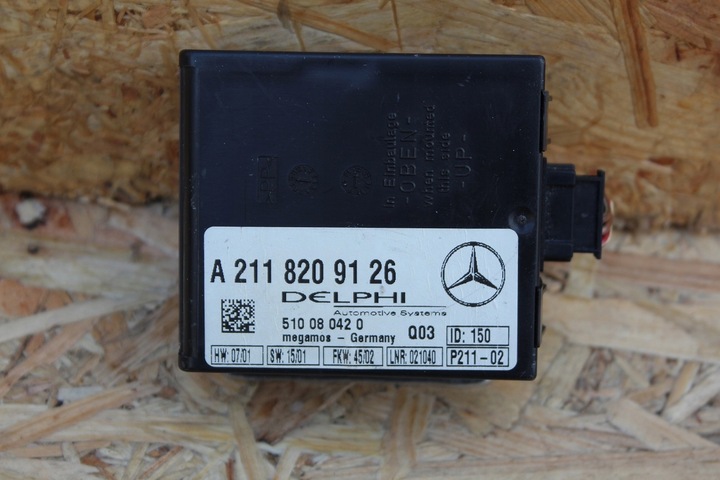 In Einbaulage
-OBEN-
When mounted
this side
-UP-
A 211 820 91 26
DELPHI
Automotive Systems
510 08 042 0
megamos - Germany
Q03
ID: 150
HW: 07/01
SW: 15/01
FKW: 45/02
LNR: 021040
P211-02